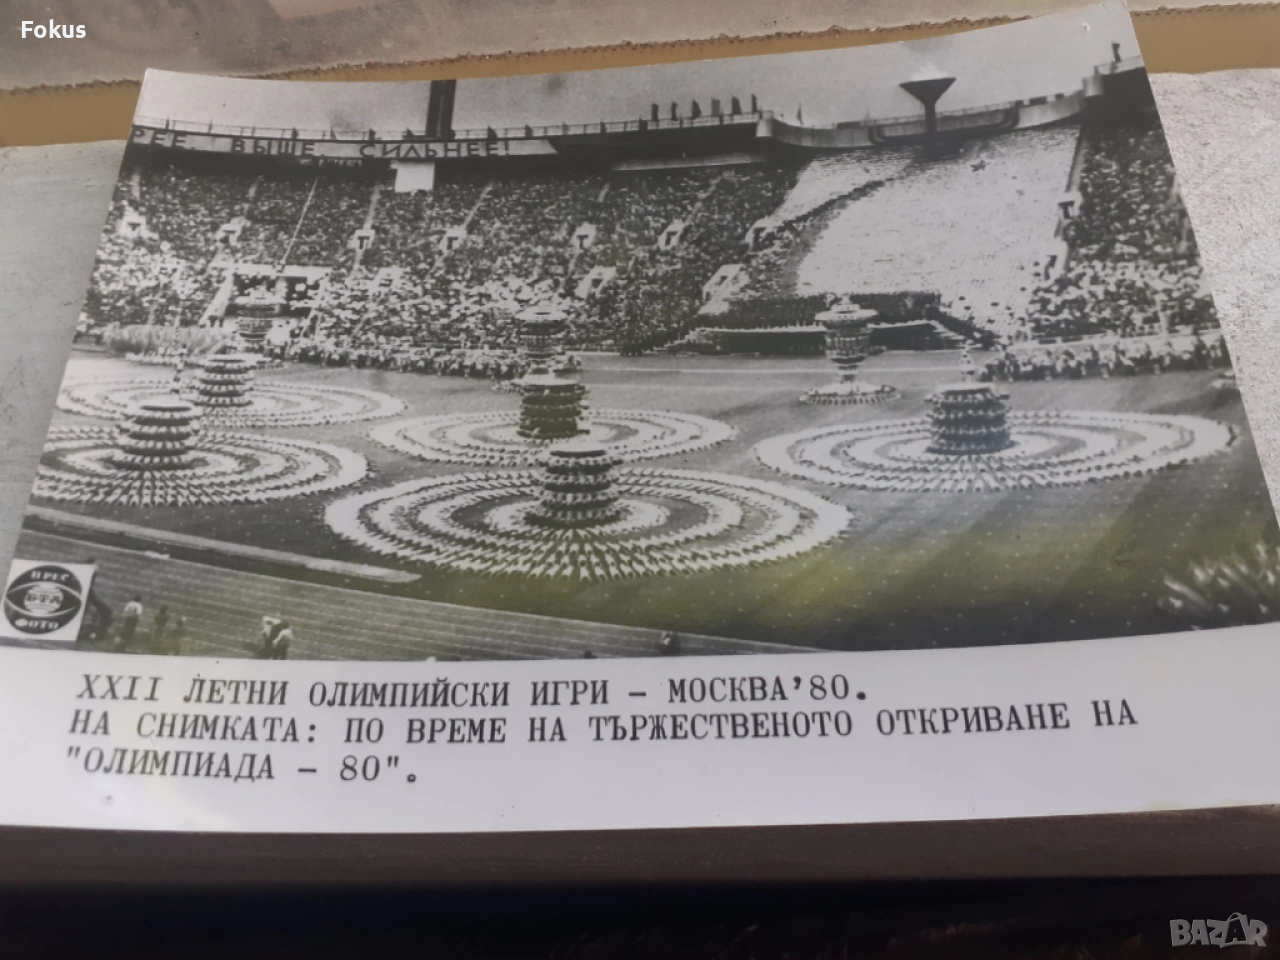 Fokus
РЕЕ ВЫШЕ СИЛЬНЕЕ!
ПРЕС
БТА
ФОТО
XXII ЛЕТНИ ОЛИМПИЙСКИ ИГРИ – МОСКВА'80.
НА СНИМКАТА: ПО ВРЕМЕ НА ТЪРЖЕСТВЕНОТО ОТКРИВАНЕ НА
"ОЛИМПИАДА – 80".
BAZAR